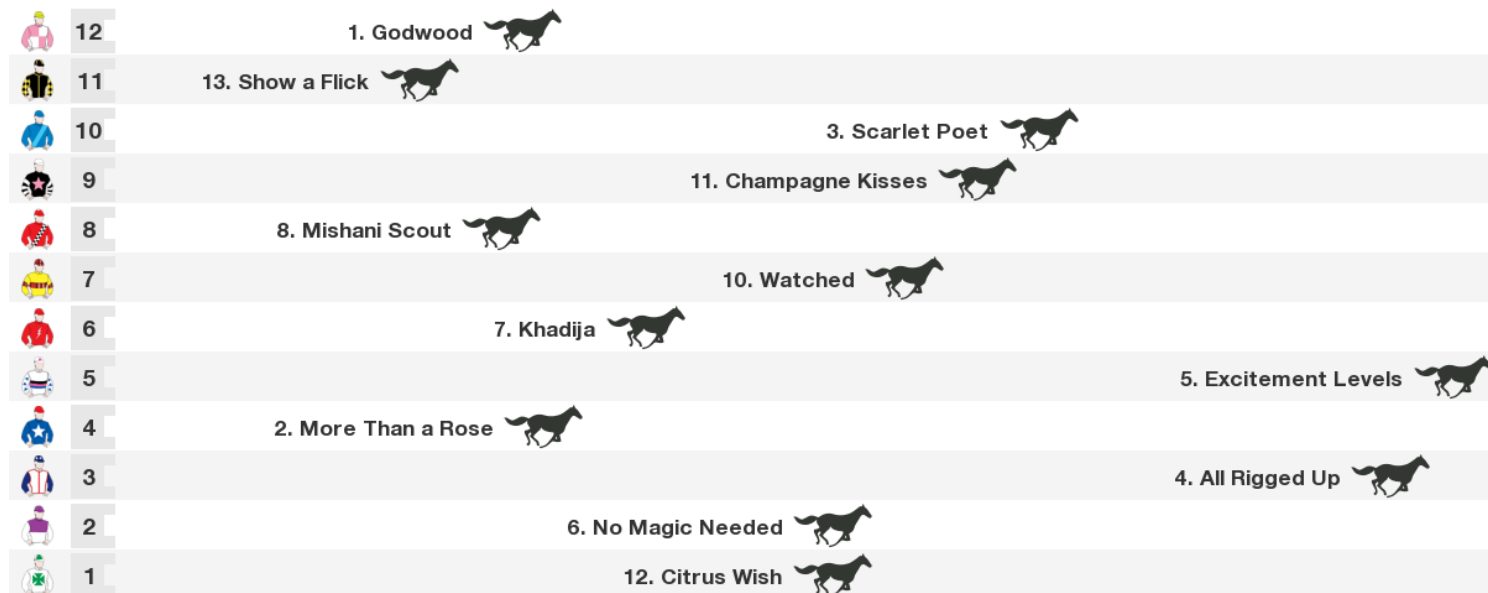 12 1. Godwood
11 13. Show a Flick
10 3. Scarlet Poet
9 11. Champagne Kisses
8 8. Mishani Scout
7 10. Watched
6 7. Khadija
5 5. Excitement Levels
4 2. More Than a Rose
3 4. All Rigged Up
2 6. No Magic Needed
1 12. Citrus Wish